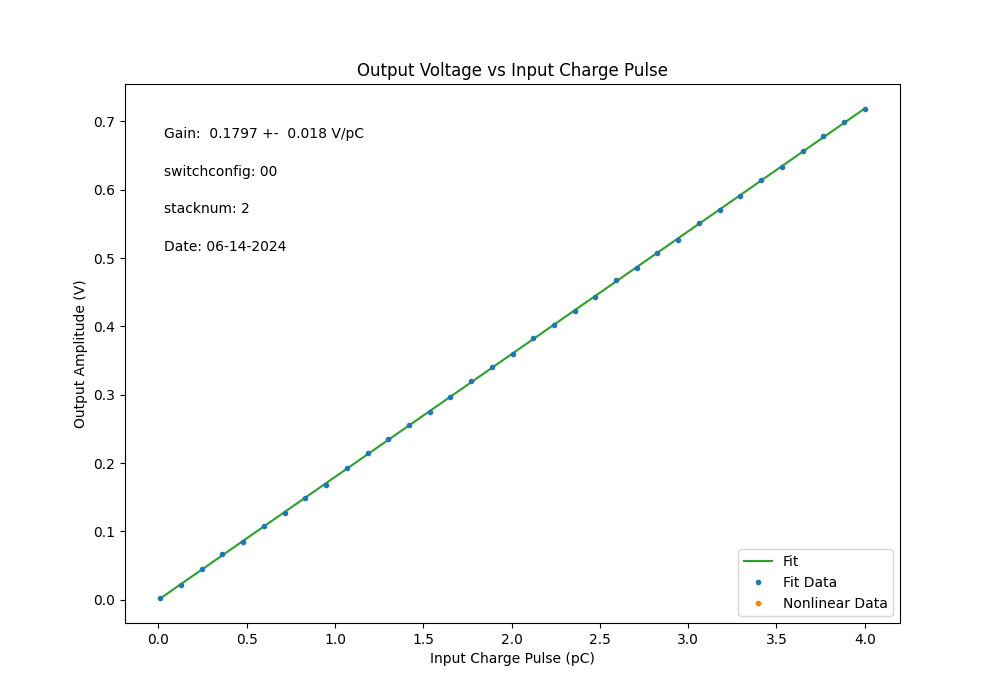 Output Voltage vs Input Charge Pulse
Gain:  0.1797 +-  0.018 V/pC
switchconfig: 00
stacknum: 2
Date: 06-14-2024
Output Amplitude (V)
0.7
0.6
0.5
0.4
0.3
0.2
0.1
0.0
Fit
Fit Data
Nonlinear Data
0.0 0.5 1.0 1.5 2.0 2.5 3.0 3.5 4.0
Input Charge Pulse (pC)